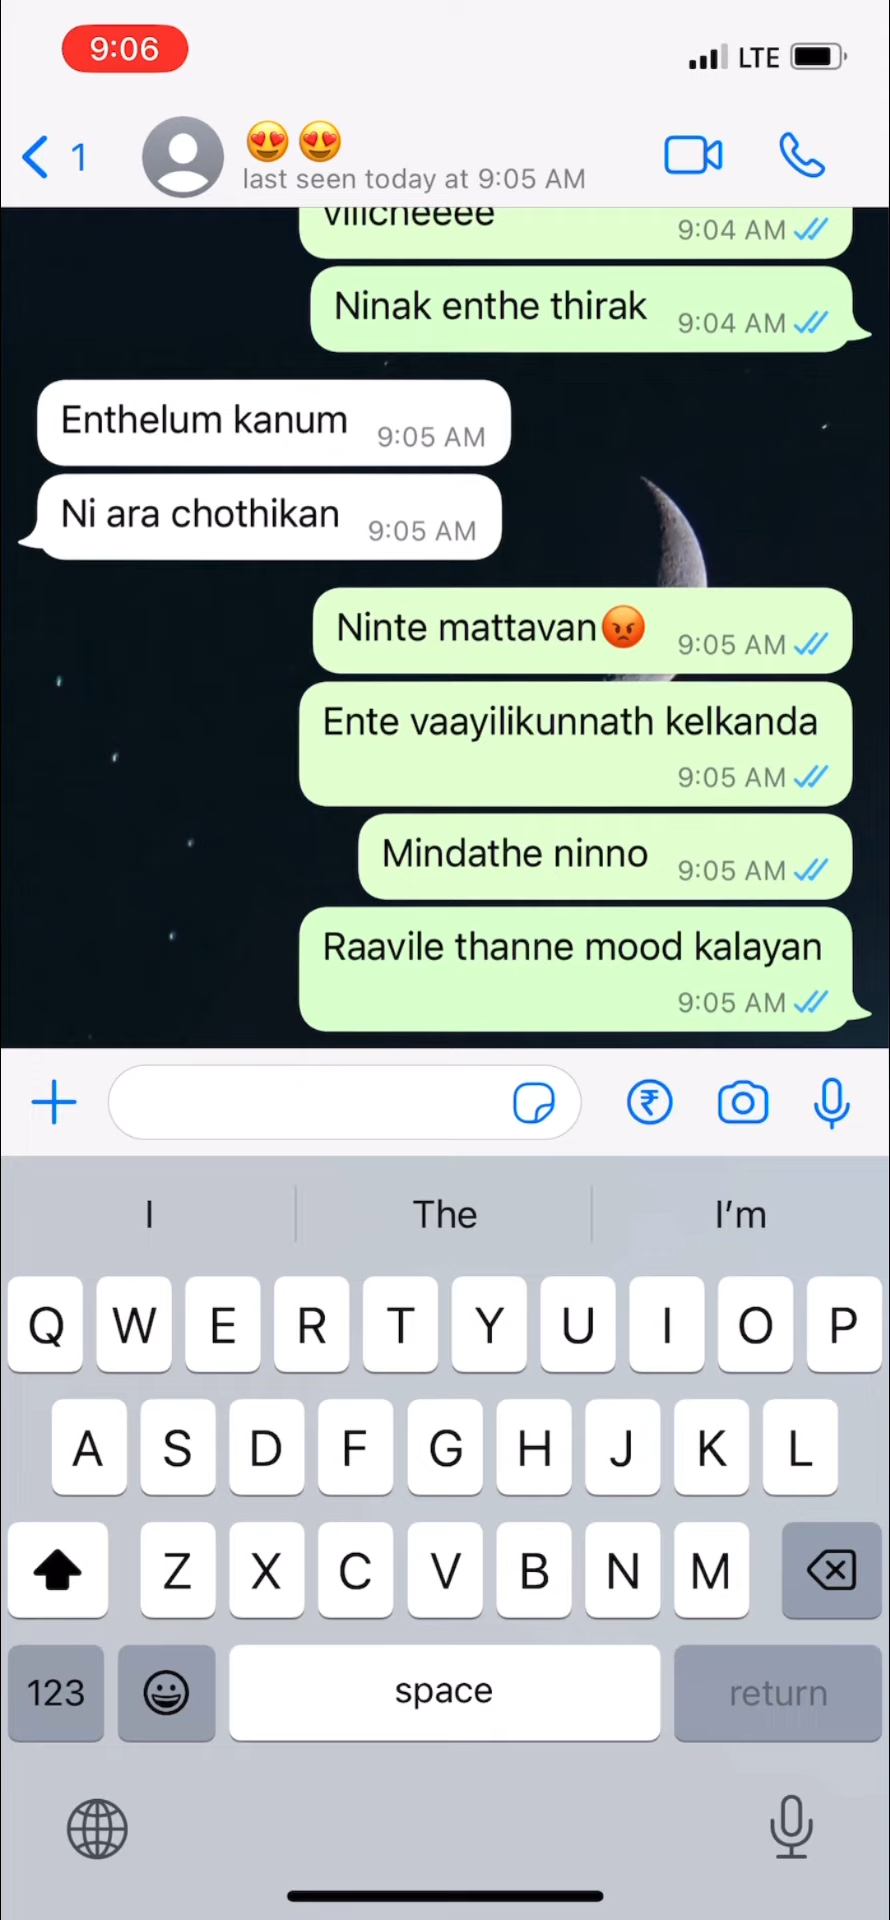 9:06
LTE
1
😍😍
last seen today at 9:05 AM
villcheeee
9:04 AM
Ninak enthe thirak 9:04 AM
Enthelum kanum 9:05 AM
Ni ara chothikan 9:05 AM
Ninte mattavan😡 9:05 AM
Ente vaayilikunnath kelkanda
9:05 AM
Mindathe ninno 9:05 AM
Raavile thanne mood kalayan
9:05 AM
₹
I The I'm
Q W E R T Y U I O P
A S D F G H J K L
Z X C V B N M
123 space return